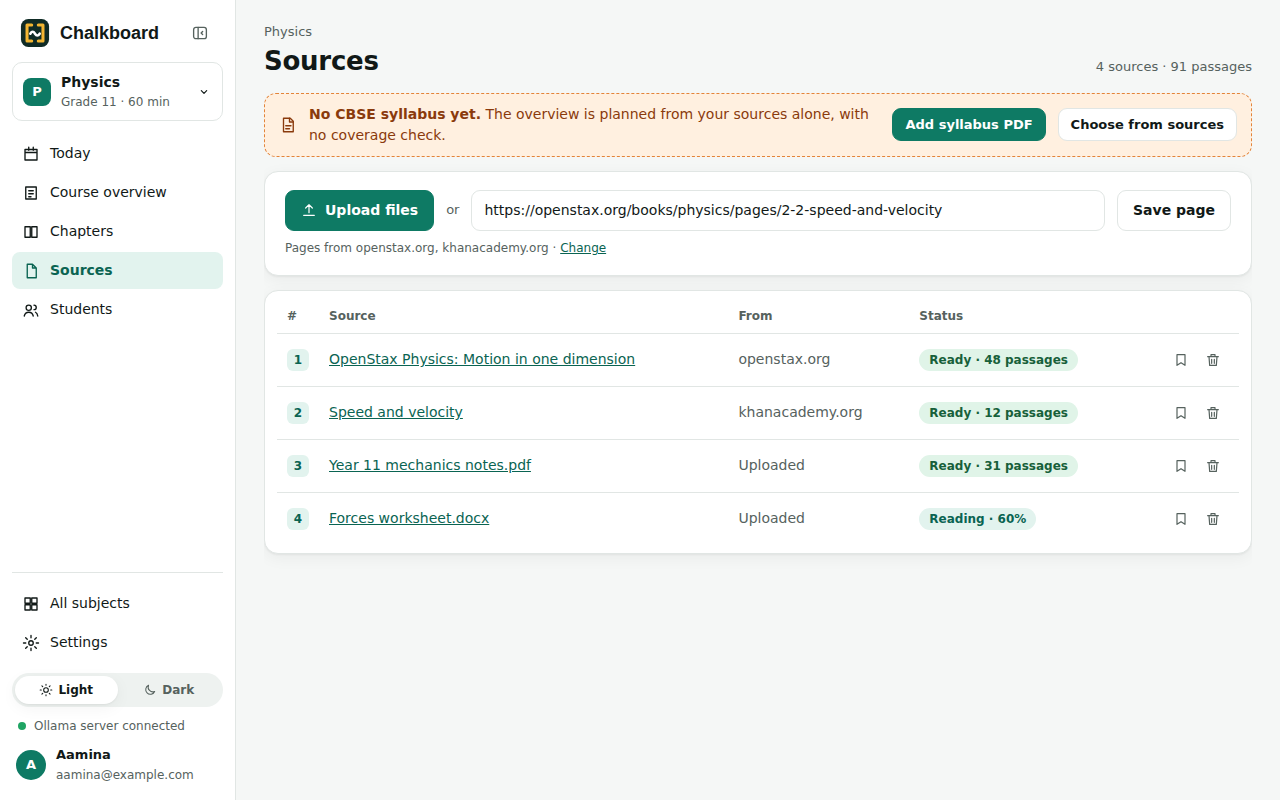 Chalkboard
P
Physics
Grade 11 · 60 min
Today
Course overview
Chapters
Sources
Students
All subjects
Settings
Light
Dark
Ollama server connected
A
Aamina
aamina@example.com
Physics
Sources
4 sources · 91 passages
No CBSE syllabus yet. The overview is planned from your sources alone, with
no coverage check.
Add syllabus PDF
Choose from sources
Upload files
or
https://openstax.org/books/physics/pages/2-2-speed-and-velocity
Save page
Pages from openstax.org, khanacademy.org · Change
# Source From Status
1 OpenStax Physics: Motion in one dimension openstax.org Ready · 48 passages
2 Speed and velocity khanacademy.org Ready · 12 passages
3 Year 11 mechanics notes.pdf Uploaded Ready · 31 passages
4 Forces worksheet.docx Uploaded Reading · 60%